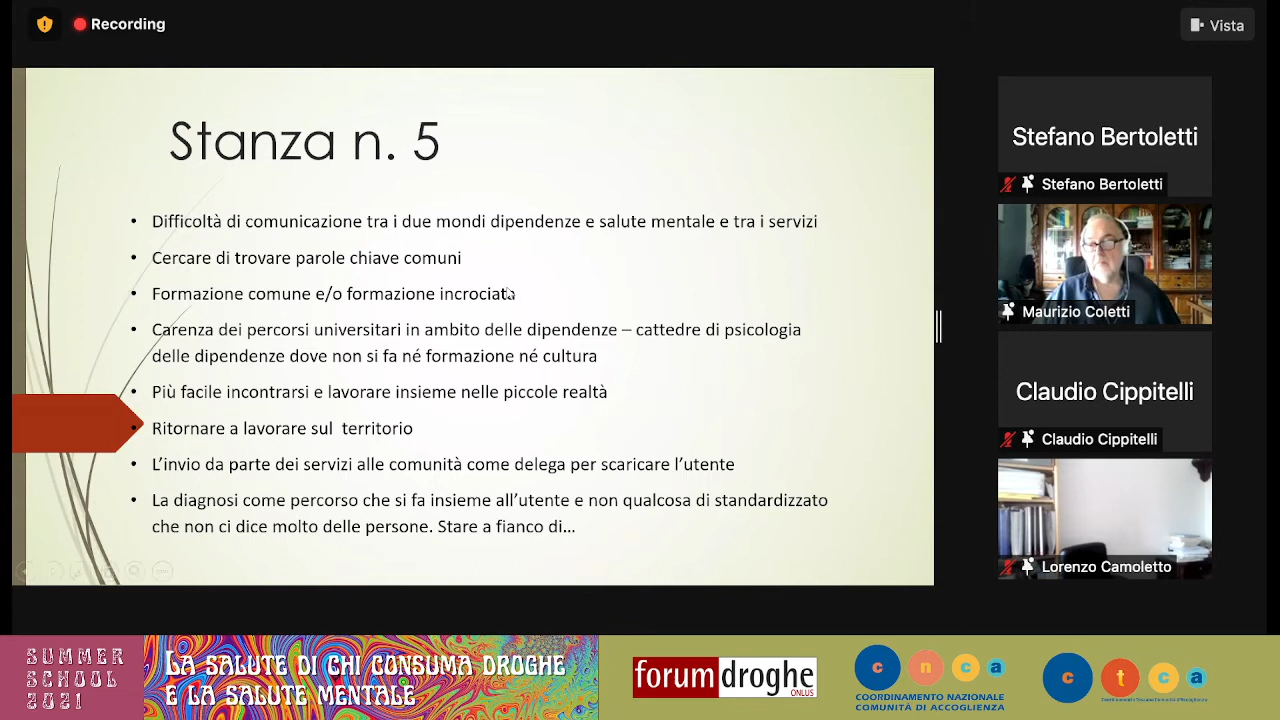 Recording
Vista
Stanza n. 5
• Difficoltà di comunicazione tra i due mondi dipendenze e salute mentale e tra i servizi
• Cercare di trovare parole chiave comuni
• Formazione comune e/o formazione incrociata
• Carenza dei percorsi universitari in ambito delle dipendenze – cattedre di psicologia
delle dipendenze dove non si fa né formazione né cultura
• Più facile incontrarsi e lavorare insieme nelle piccole realtà
• Ritornare a lavorare sul territorio
• L’invio da parte dei servizi alle comunità come delega per scaricare l’utente
• La diagnosi come percorso che si fa insieme all’utente e non qualcosa di standardizzato
che non ci dice molto delle persone. Stare a fianco di...
Stefano Bertoletti
Stefano Bertoletti
Maurizio Coletti
Claudio Cippitelli
Claudio Cippitelli
Lorenzo Camoletto
SUMMER
SCHOOL
2021
LA SALUTE DI CHI CONSUMA DROGHE
E LA SALUTE MENTALE
forumdroghe
ONLUS
c n c a
COORDINAMENTO NAZIONALE
COMUNITÀ DI ACCOGLIENZA
c t c a